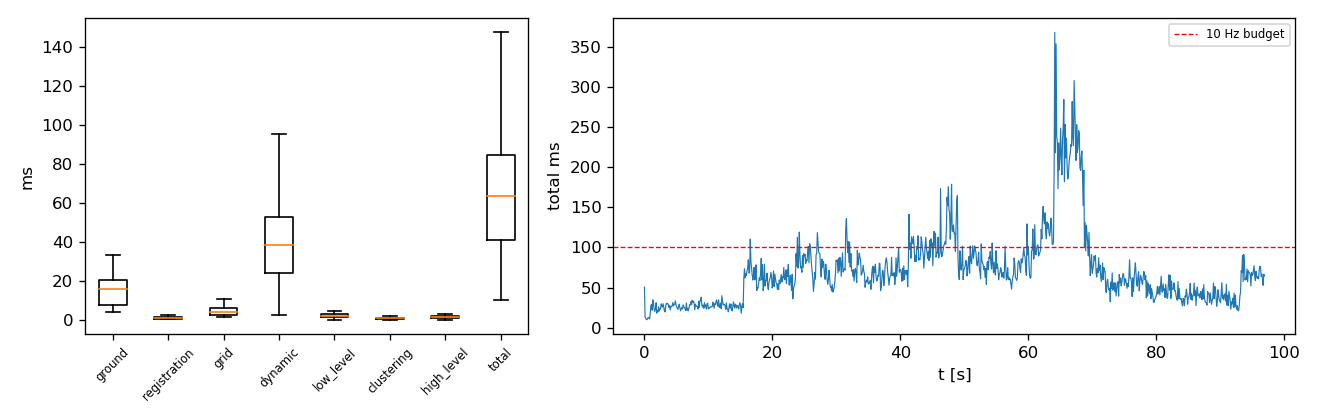 140
120
100
80
60
40
20
0
ms
ground
registration
grid
dynamic
low_level
clustering
high_level
total
350
300
250
200
150
100
50
0
total ms
10 Hz budget
0 20 40 60 80 100
t [s]